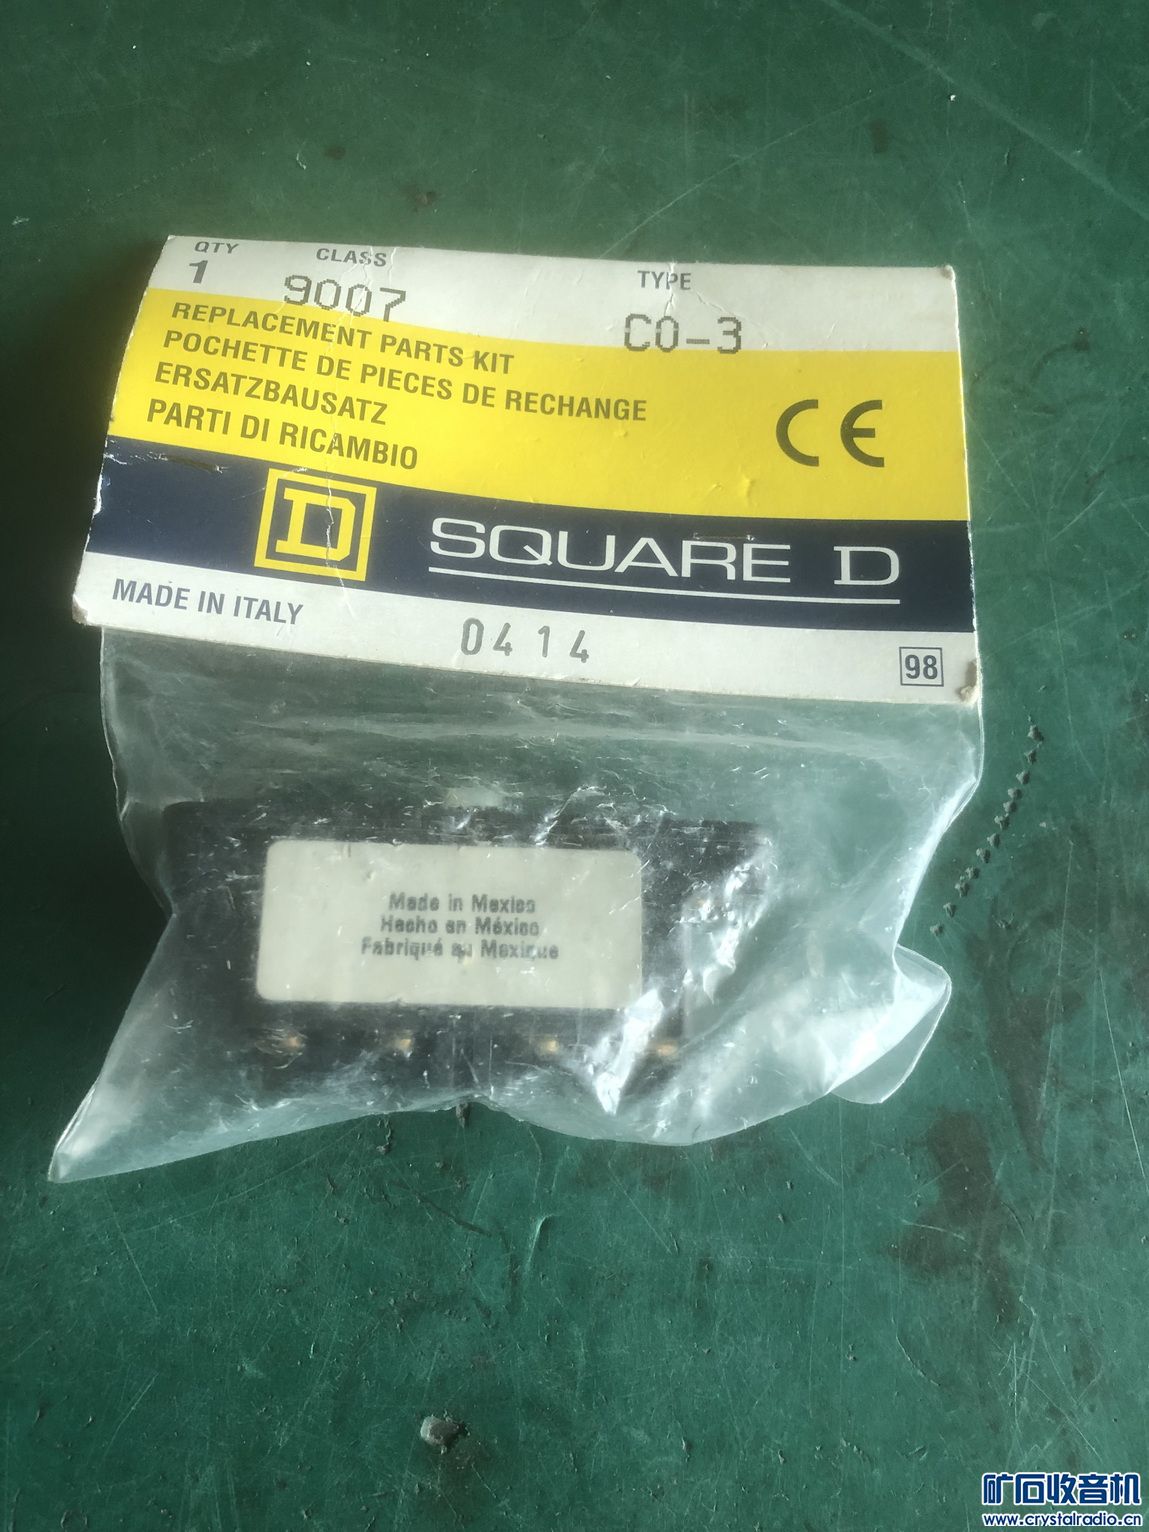 QTY CLASS TYPE
1 9007 CO-3
REPLACEMENT PARTS KIT
POCHETTE DE PIECES DE RECHANGE
ERSATZBAUSATZ
PARTI DI RICAMBIO
CE
D SQUARE D
MADE IN ITALY
0414
98
Made in Mexico
Hecho en México
Fabriqué au Mexique
矿石收音机
www.crystalradio.cn